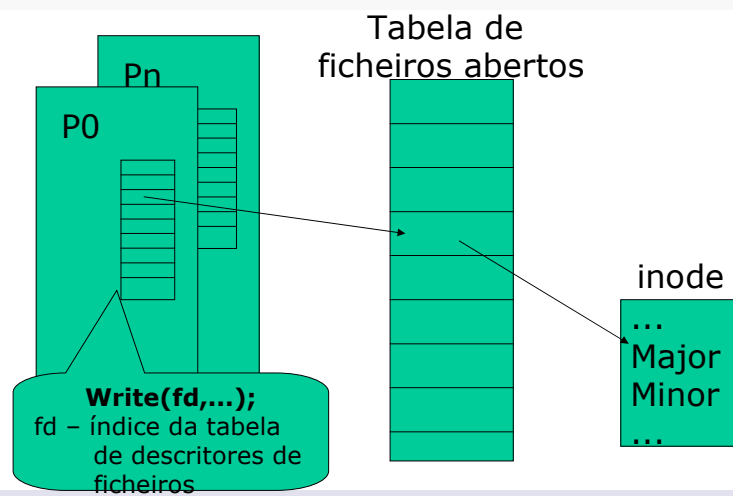 Tabela de
ficheiros abertos
Pn
P0
inode
...
Major
Minor
...
Write(fd,...);
fd – índice da tabela
de descritores de
ficheiros